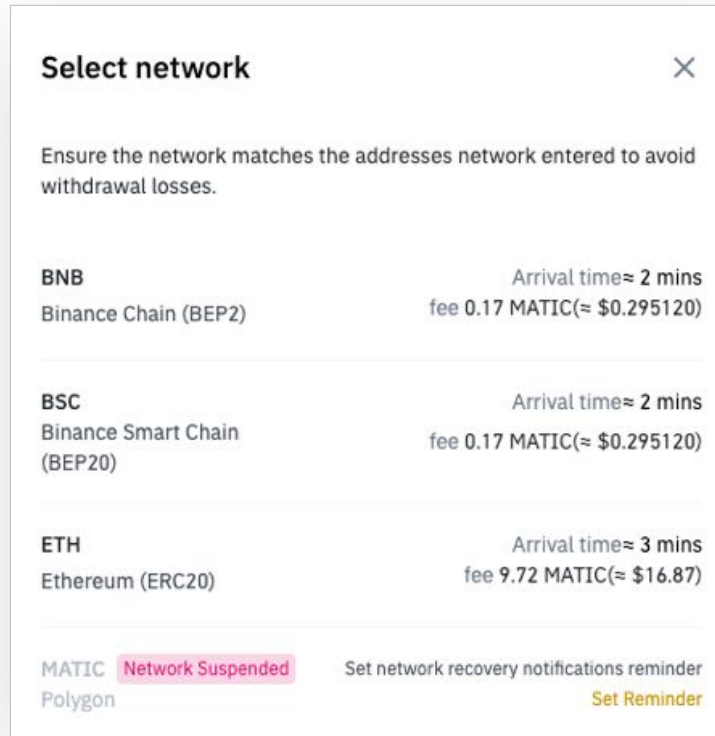 Select network
Ensure the network matches the addresses network entered to avoid
withdrawal losses.
BNB
Arrival time≈ 2 mins
Binance Chain (BEP2)
fee 0.17 MATIC(≈ $0.295120)
BSC
Arrival time≈ 2 mins
Binance Smart Chain
(BEP20)
fee 0.17 MATIC(≈ $0.295120)
ETH
Arrival time≈ 3 mins
Ethereum (ERC20)
fee 9.72 MATIC(≈ $16.87)
MATIC Network Suspended
Set network recovery notifications reminder
Polygon
Set Reminder